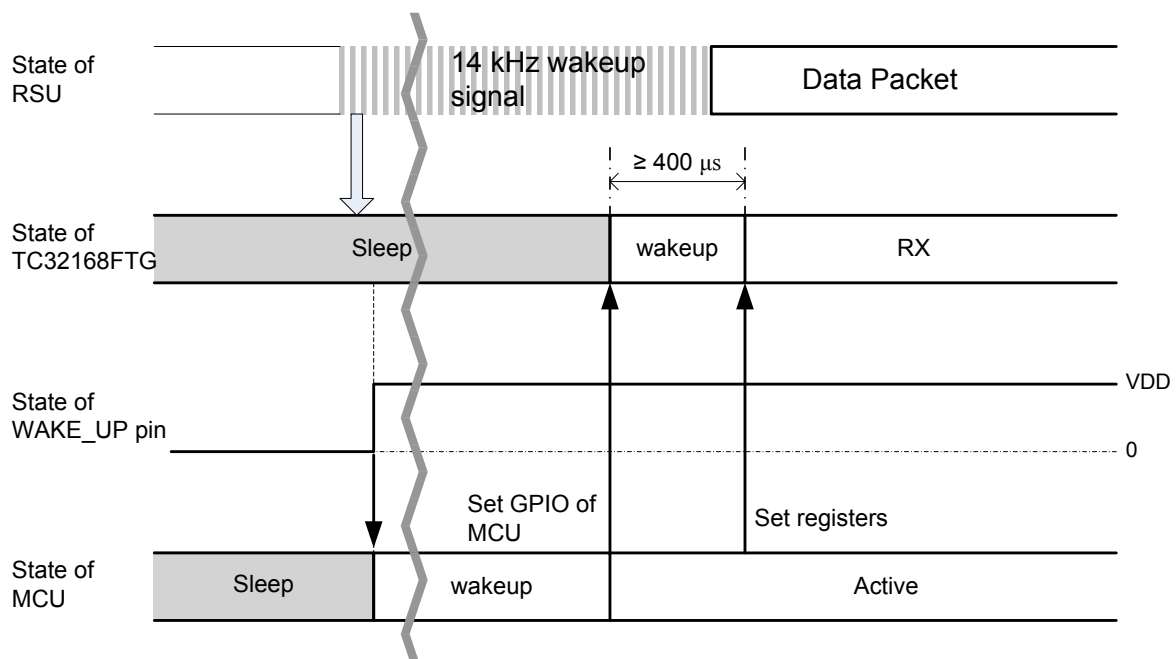 State of
RSU
14 kHz wakeup
signal
Data Packet
≥ 400 μs
State of
TC32168FTG
Sleep
wakeup
RX
State of
WAKE_UP pin
VDD
0
Set GPIO of
MCU
Set registers
State of
MCU
Sleep
wakeup
Active